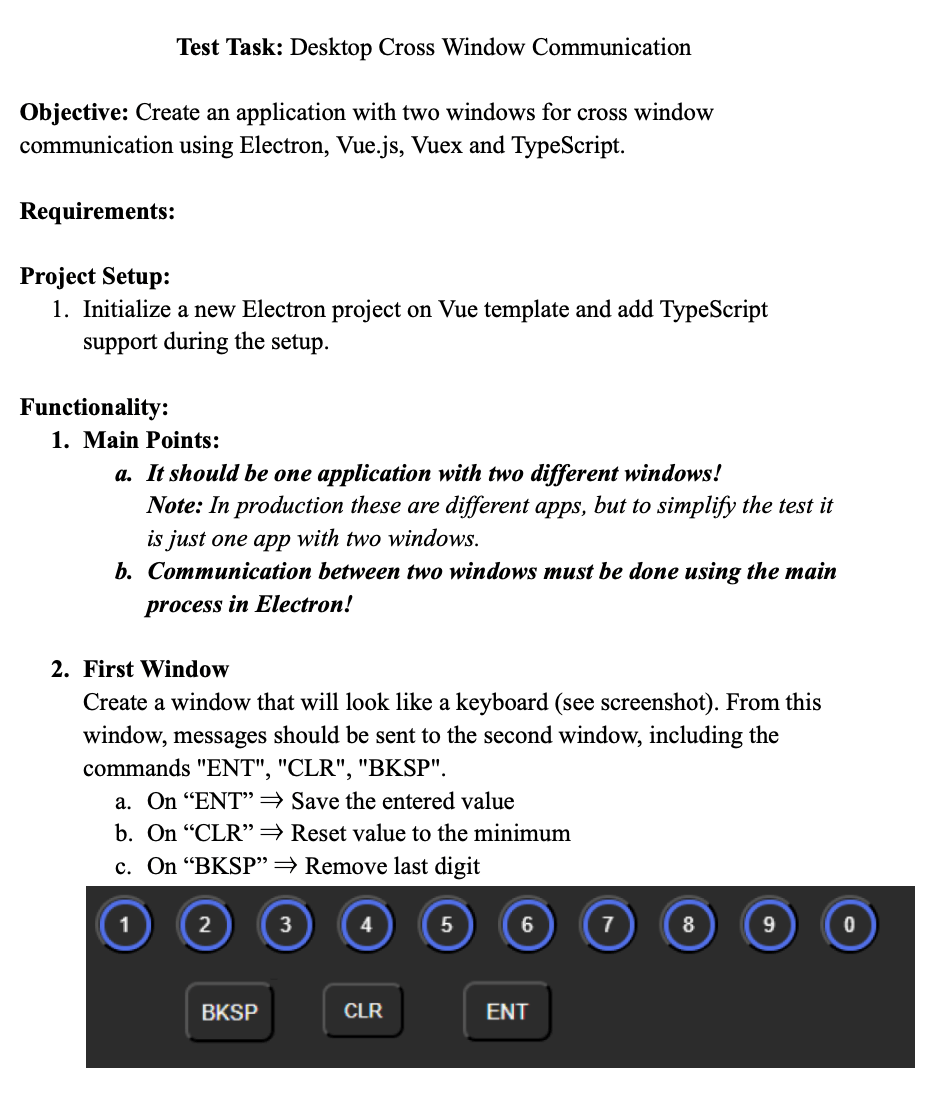 Test Task: Desktop Cross Window Communication
Objective: Create an application with two windows for cross window
communication using Electron, Vue.js, Vuex and TypeScript.
Requirements:
Project Setup:
1. Initialize a new Electron project on Vue template and add TypeScript
support during the setup.
Functionality:
1. Main Points:
a. It should be one application with two different windows!
Note: In production these are different apps, but to simplify the test it
is just one app with two windows.
b. Communication between two windows must be done using the main
process in Electron!
2. First Window
Create a window that will look like a keyboard (see screenshot). From this
window, messages should be sent to the second window, including the
commands "ENT", "CLR", "BKSP".
a. On “ENT” ⇒ Save the entered value
b. On “CLR” ⇒ Reset value to the minimum
c. On “BKSP” ⇒ Remove last digit
1 2 3 4 5 6 7 8 9 0
BKSP CLR ENT